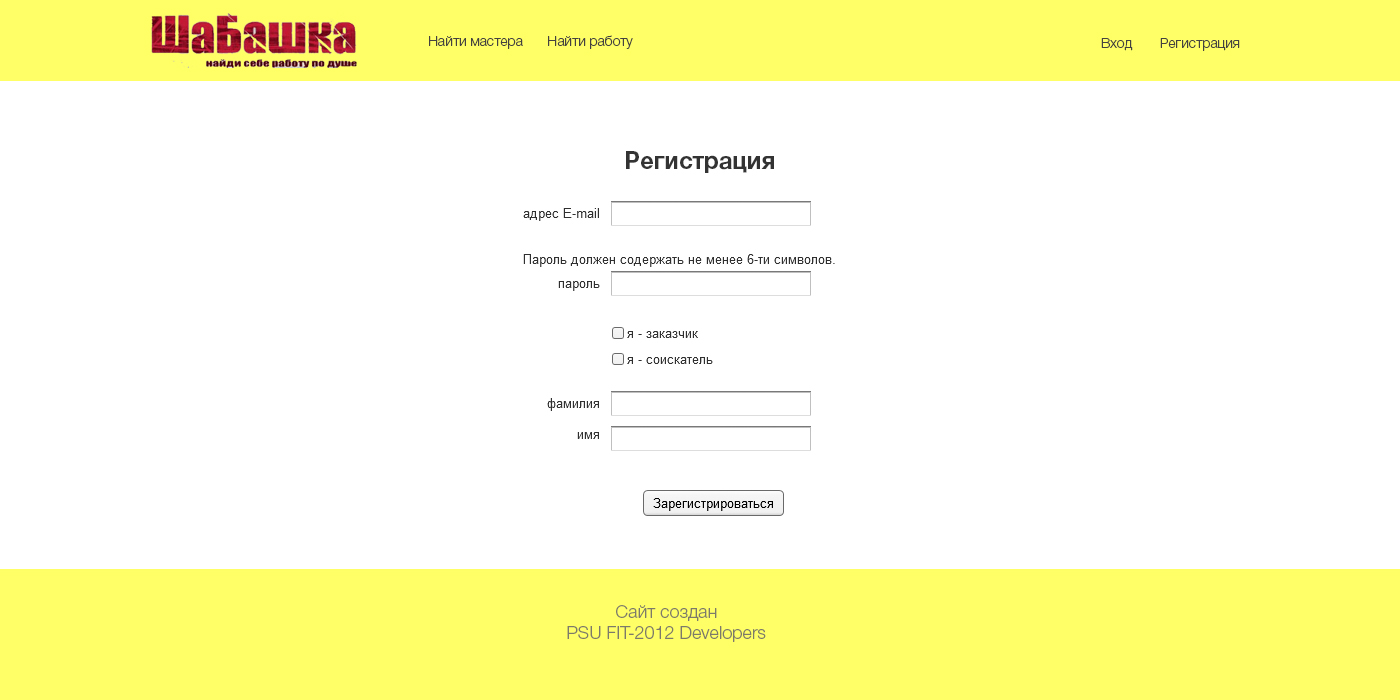 ШаБашка
найди себе работу по душе
Найти мастера
Найти работу
Вход
Регистрация
Регистрация
адрес E-mail
Пароль должен содержать не менее 6-ти символов.
пароль
я - заказчик
я - соискатель
фамилия
имя
Зарегистрироваться
Сайт создан
PSU FIT-2012 Developers